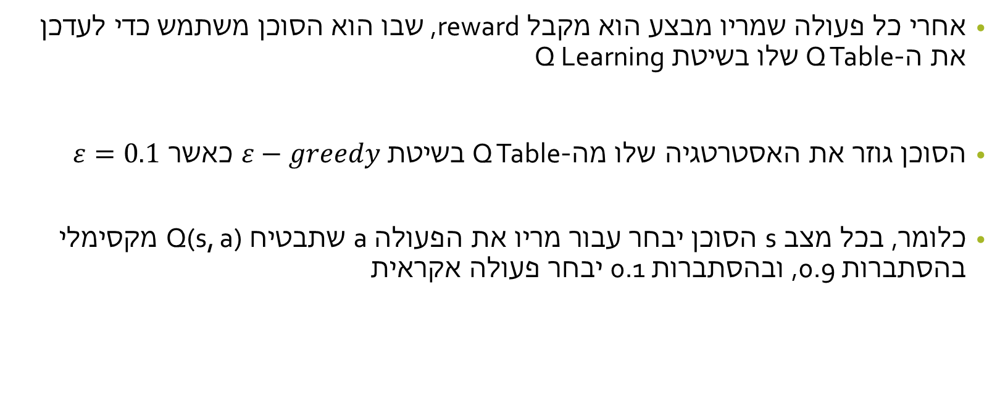 • אחרי כל פעולה שמריו מבצע הוא מקבל reward, שבו הוא הסוכן משתמש כדי לעדכן
את ה-Q Table שלו בשיטת Q Learning
• הסוכן גוזר את האסטרטגיה שלו מה-Q Table בשיטת ε − greedy כאשר ε = 0.1
• כלומר, בכל מצב s הסוכן יבחר עבור מריו את הפעולה a שתבטיח Q(s, a) מקסימלי
בהסתברות 0.9, ובהסתברות 0.1 יבחר פעולה אקראית